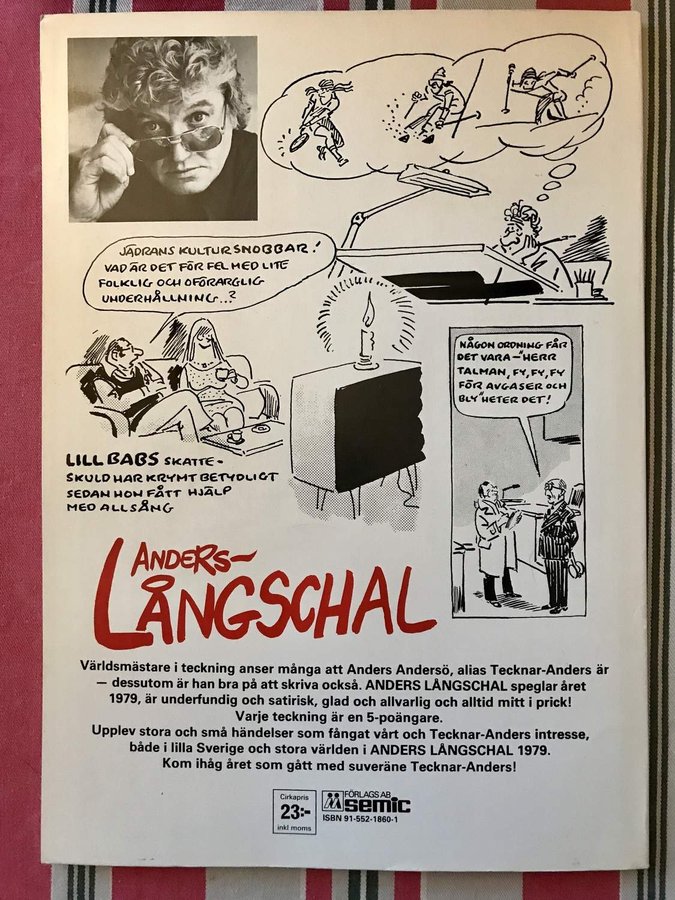 JÄDRANS KULTURSNOBBAR!
VAD ÄR DET FÖR FEL MED LITE
FOLKLIG OCH OFÖRARGLIG
UNDERHÅLLNING..?
NÅGON ORDNING FÅR
DET VARA - "HERR
TALMAN, FY, FY, FY
FÖR AVGASER OCH
BLY" HETER DET!
LILL BABS SKATTE-
SKULD HAR KRYMT BETYDLIGT
SEDAN HON FÅTT HJÄLP
MED ALLSÅNG
ANDERS-
LÅNGSCHAL
Världsmästare i teckning anser många att Anders Andersö, alias Tecknar-Anders är
— dessutom är han bra på att skriva också. ANDERS LÅNGSCHAL speglar året
1979, är underfundig och satirisk, glad och allvarlig och alltid mitt i prick!
Varje teckning är en 5-poängare.
Upplev stora och små händelser som fångat vårt och Tecknar-Anders intresse,
både i lilla Sverige och stora världen i ANDERS LÅNGSCHAL 1979.
Kom ihåg året som gått med suveräne Tecknar-Anders!
Cirkapris
23:-
inkl moms
FÖRLAGS AB
semic
ISBN 91-552-1860-1